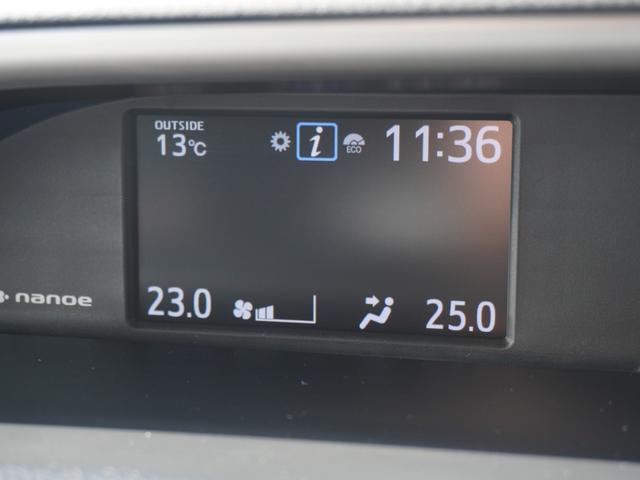 OUTSIDE
13℃ i ECO 11:36
nanoe
23.0 25.0